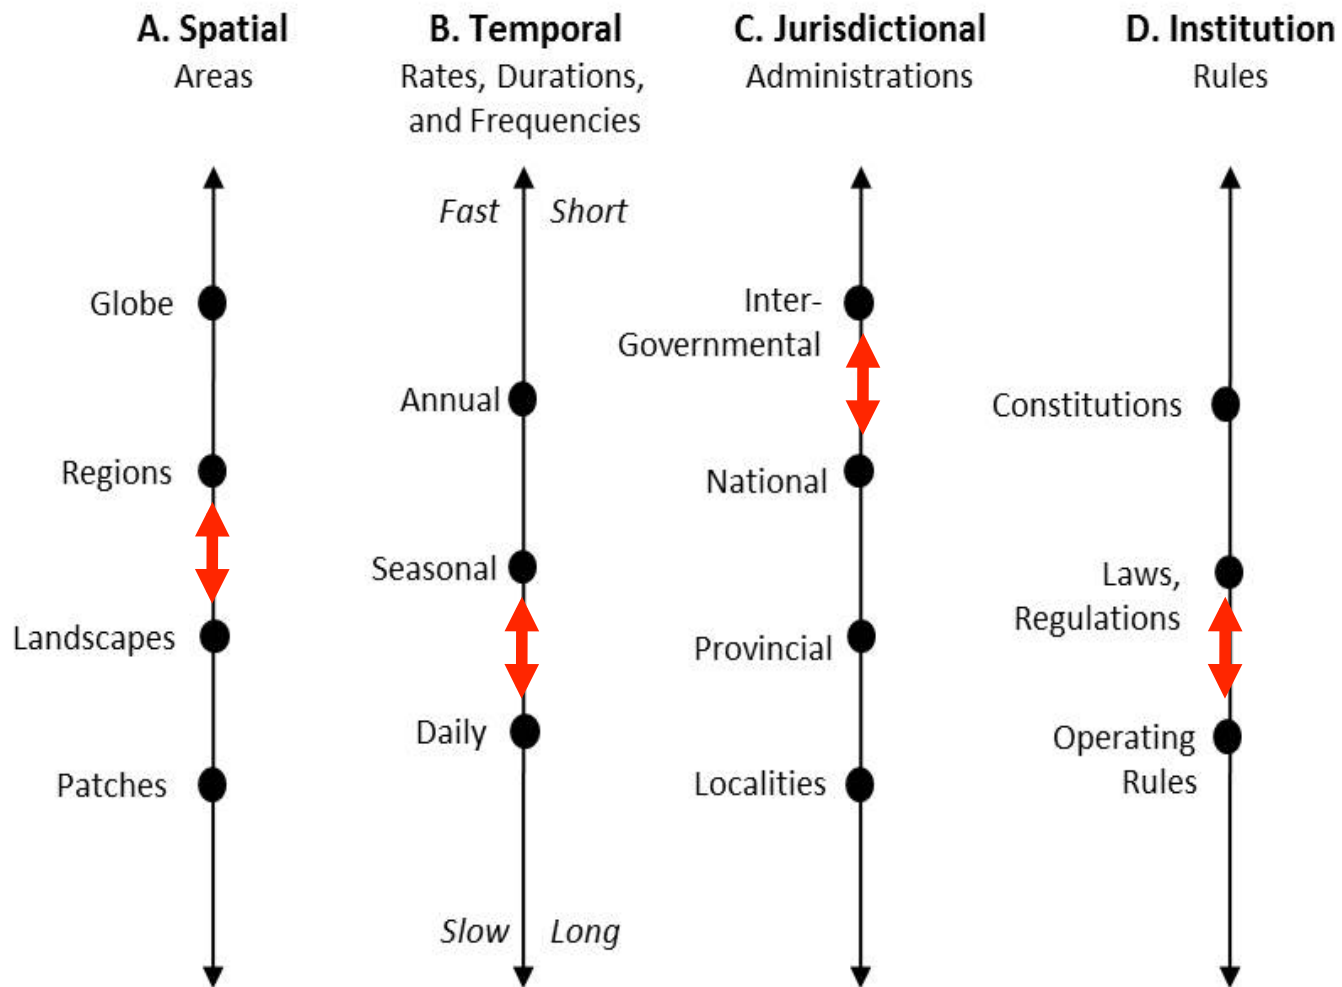 A. Spatial
Areas
B. Temporal
Rates, Durations,
and Frequencies
C. Jurisdictional
Administrations
D. Institution
Rules
Globe
Regions
Landscapes
Patches
Fast Short
Annual
Seasonal
Daily
Slow Long
Inter-
Governmental
National
Provincial
Localities
Constitutions
Laws,
Regulations
Operating
Rules